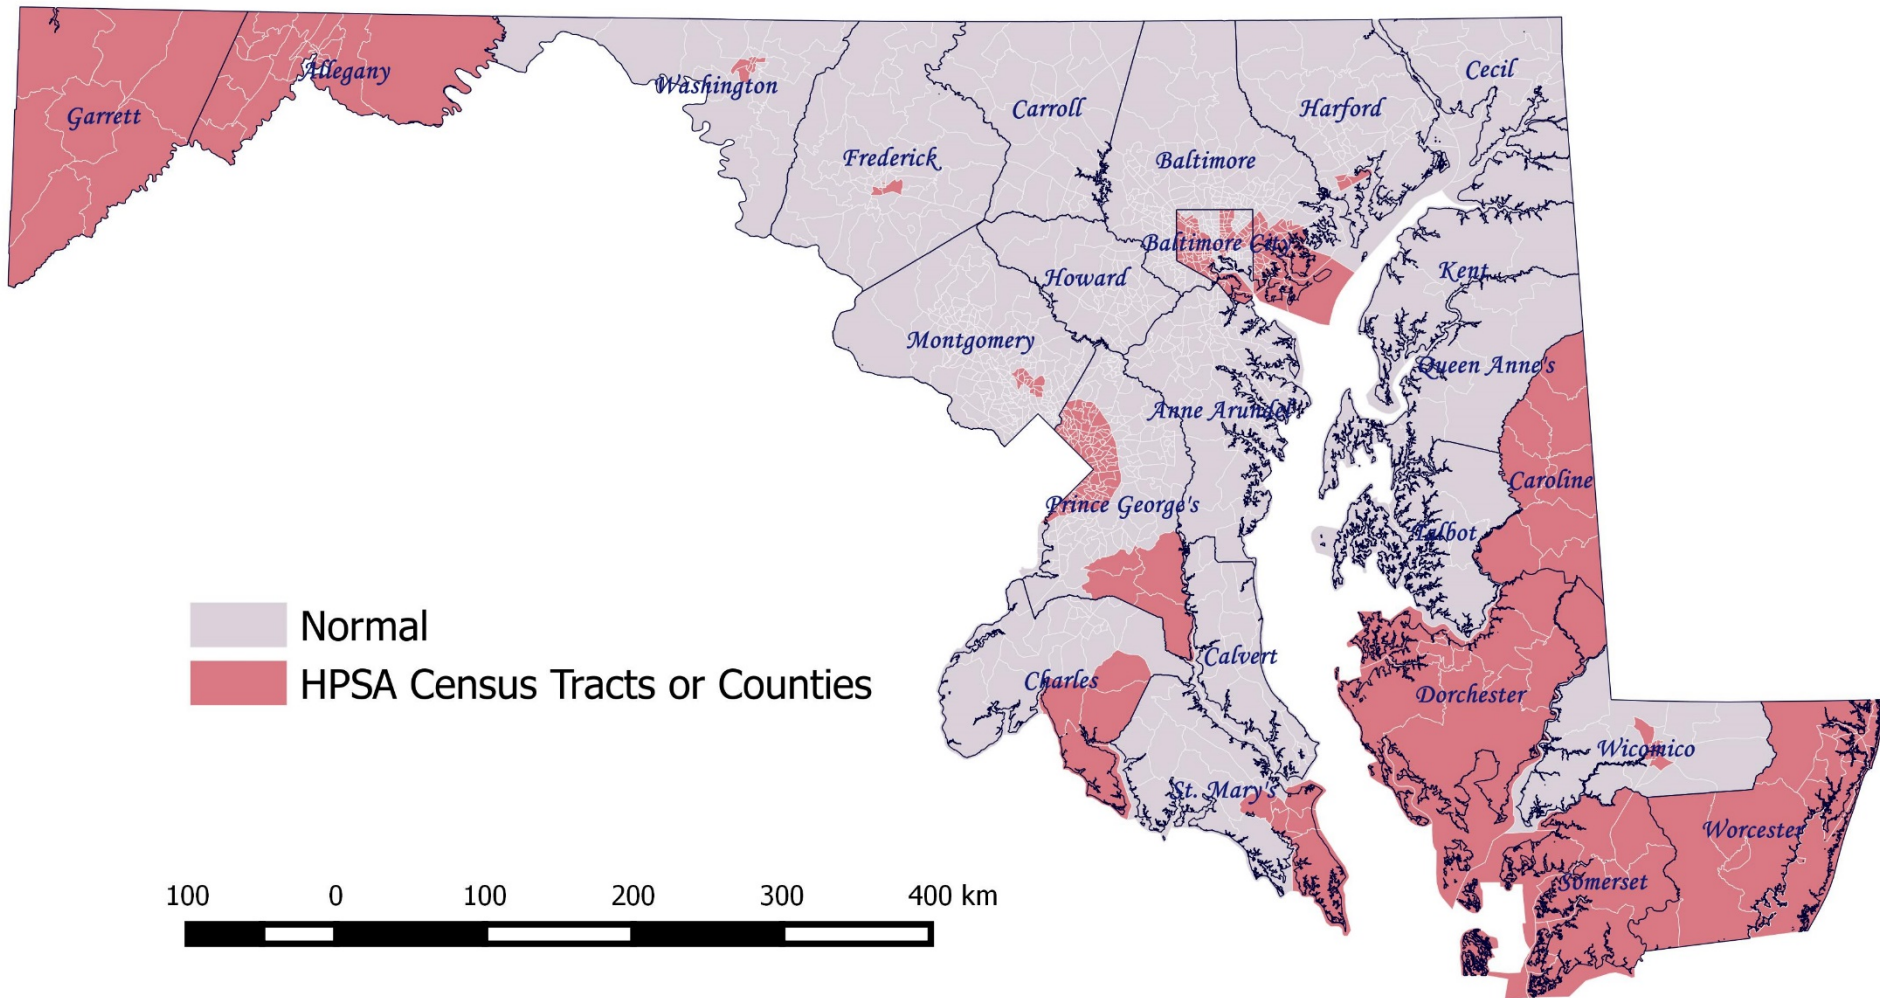 Allegany
Garrett
Washington
Frederick
Carroll
Baltimore
Harford
Cecil
Baltimore City
Howard
Kent
Montgomery
Queen Anne's
Anne Arundel
Caroline
Prince George's
Talbot
Normal
HPSA Census Tracts or Counties
Calvert
Charles
Dorchester
Wicomico
St. Mary's
Worcester
Somerset
100 0 100 200 300 400 km